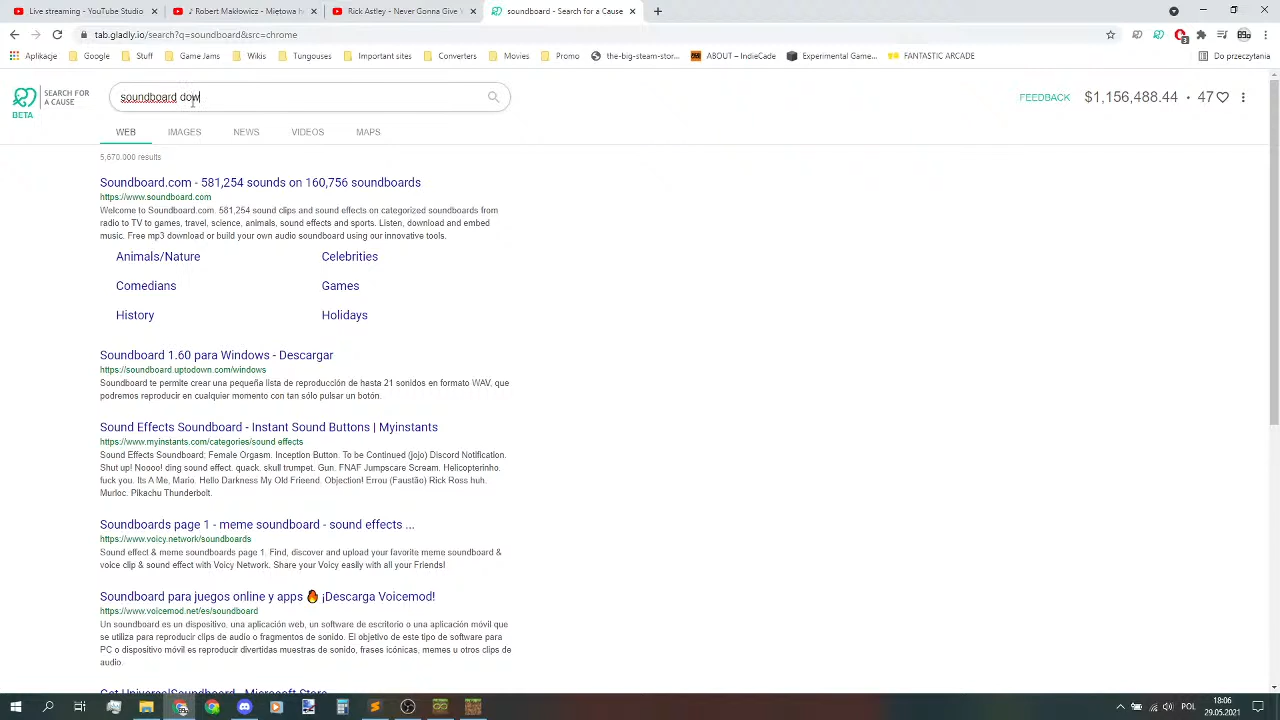 Live streaming - YouTube Studio
♪ Robert Makłowicz - Miętowa h
Rick Astley - Never Gonna Give Y
soundboard - Search for a Cause
tab.gladly.io/search?q=soundboard&src=chrome
Aplikacje
Google
Stuff
Game Jams
Wikis
Tungouses
Important sites
Converters
Movies
Promo
the-big-steam-stor...
ABOUT – IndieCade
Experimental Game...
FANTASTIC ARCADE
Do przeczytania
SEARCH FOR
A CAUSE
BETA
soundboard dow
FEEDBACK
$1,156,488.44 • 47
WEB
IMAGES
NEWS
VIDEOS
MAPS
5,670,000 results
Soundboard.com - 581,254 sounds on 160,756 soundboards
https://www.soundboard.com
Welcome to Soundboard.com. 581,254 sound clips and sound effects on categorized soundboards from
radio to TV to games, travel, science, animals, sound effects and sports. Listen, download and embed
music. Free mp3 download or build your own audio soundboard using our innovative tools.
Animals/Nature
Celebrities
Comedians
Games
History
Holidays
Soundboard 1.60 para Windows - Descargar
https://soundboard.uptodown.com/windows
Soundboard te permite crear una pequeña lista de reproducción de hasta 21 sonidos en formato WAV, que
podremos reproducir en cualquier momento con tan sólo pulsar un botón.
Sound Effects Soundboard - Instant Sound Buttons | Myinstants
https://www.myinstants.com/categories/sound effects
Sound Effects Soundboard; Female Orgasm. Inception Button. To be Continued (jojo) Discord Notification.
Shut up! Noooo! ding sound effect. quack. skull trumpet. Gun. FNAF Jumpscare Scream. Helicopterinho.
fuck you. Its A Me, Mario. Hello Darkness My Old Frieend. Objection! Errou (Faustão) Rick Ross huh.
Murloc. Pikachu Thunderbolt.
Soundboards page 1 - meme soundboard - sound effects ...
https://www.voicy.network/soundboards
Sound effect & meme soundboards page 1. Find, discover and upload your favorite meme soundboard &
voice clip & sound effect with Voicy Network. Share your Voicy easily with all your Friends!
Soundboard para juegos online y apps 🔥 ¡Descarga Voicemod!
https://www.voicemod.net/es/soundboard
Un soundboard es un dispositivo, una aplicación web, un software de escritorio o una aplicación móvil que
se utiliza para reproducir clips de audio o fragmentos de sonido. El objetivo de este tipo de software para
PC o dispositivo móvil es reproducir divertidas muestras de sonido, frases icónicas, memes u otros clips de
audio.
Get UniversalSoundboard - Microsoft Store
POL
18:06
29.05.2021